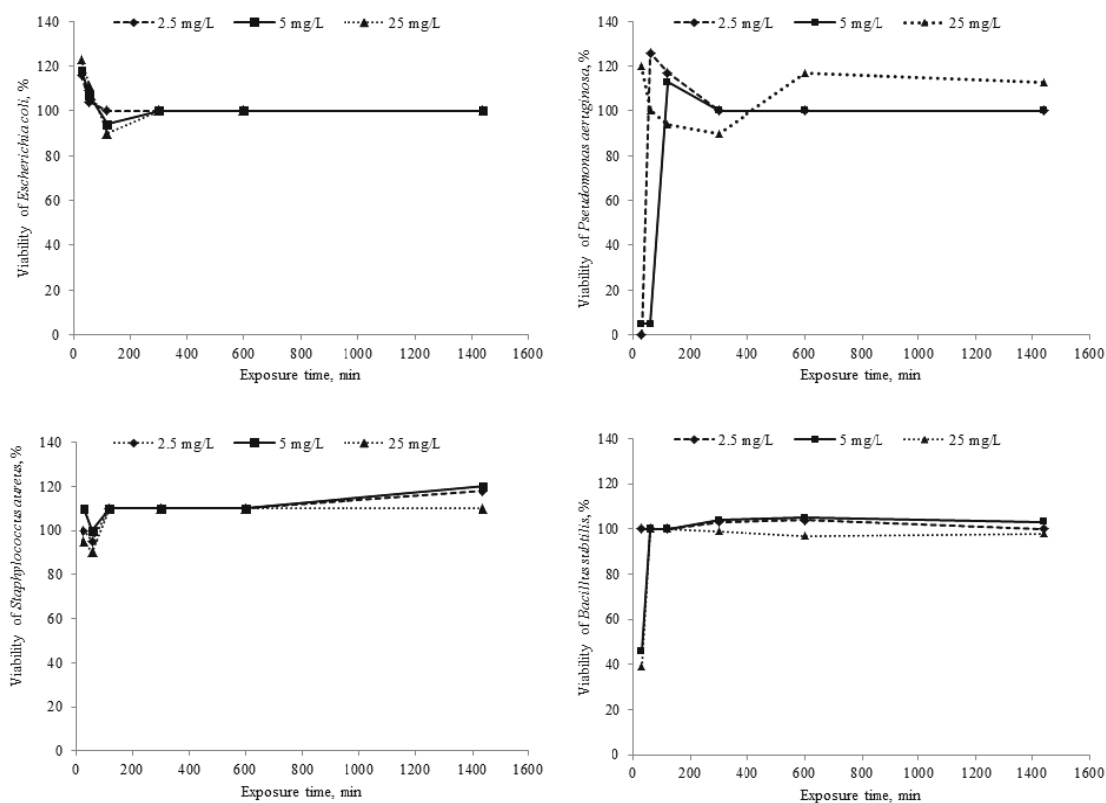 2.5 mg/L 5 mg/L 25 mg/L
140
120
100
80
60
40
20
0
Viability of Escherichia coli, %
0 200 400 600 800 1000 1200 1400 1600
Exposure time, min
2.5 mg/L 5 mg/L 25 mg/L
140
120
100
80
60
40
20
0
Viability of Pseudomonas aeruginosa, %
0 200 400 600 800 1000 1200 1400 1600
Exposure time, min
2.5 mg/L 5 mg/L 25 mg/L
140
120
100
80
60
40
20
0
Viability of Staphylococcus aureus, %
0 200 400 600 800 1000 1200 1400 1600
Exposure time, min
2.5 mg/L 5 mg/L 25 mg/L
140
120
100
80
60
40
20
0
Viability of Bacillus subtilis, %
0 200 400 600 800 1000 1200 1400 1600
Exposure time, min